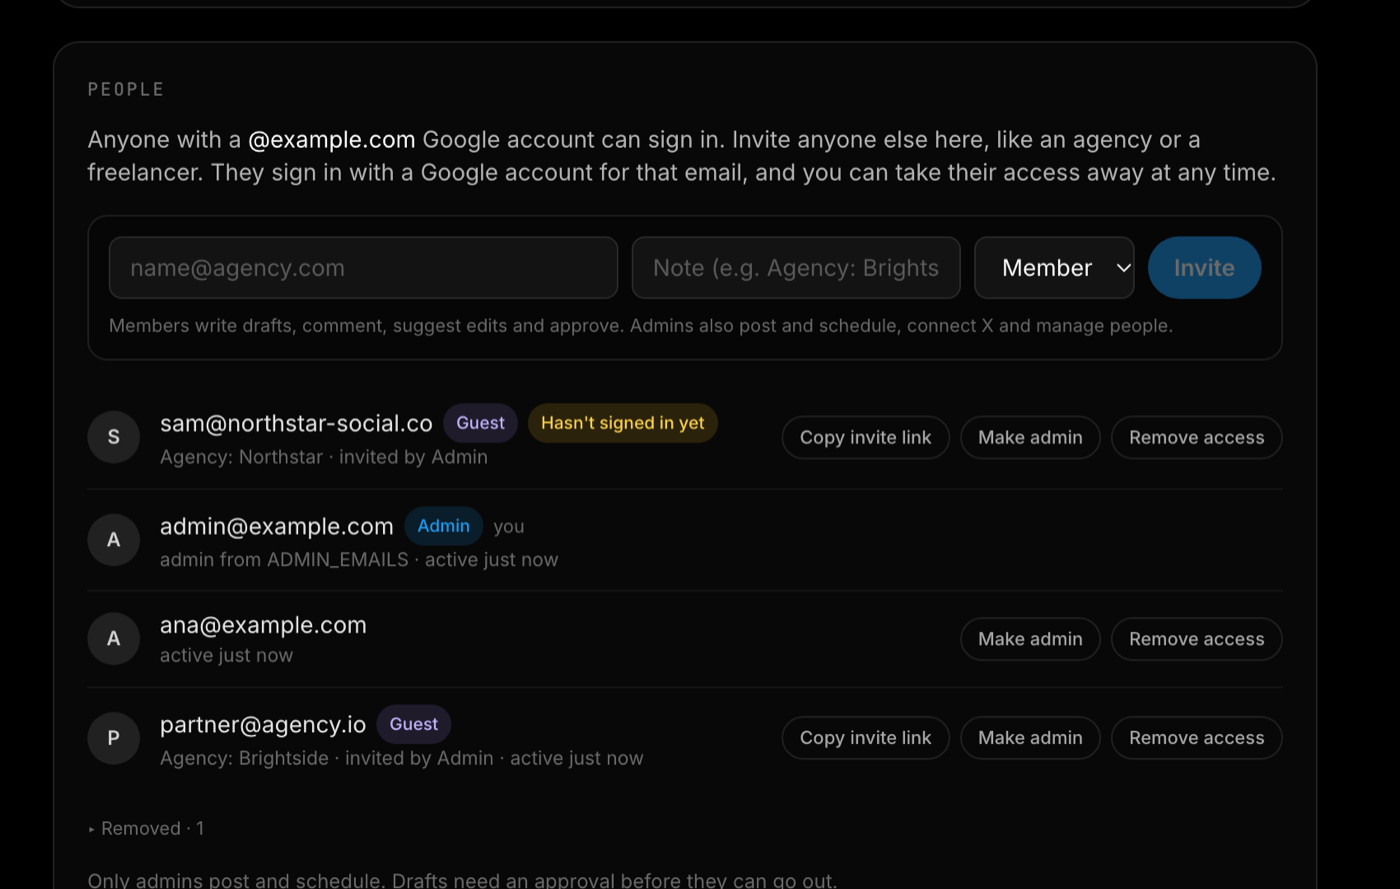 PEOPLE
Anyone with a @example.com Google account can sign in. Invite anyone else here, like an agency or a
freelancer. They sign in with a Google account for that email, and you can take their access away at any time.
name@agency.com
Note (e.g. Agency: Brights
Member
Invite
Members write drafts, comment, suggest edits and approve. Admins also post and schedule, connect X and manage people.
S
sam@northstar-social.co Guest Hasn't signed in yet
Agency: Northstar · invited by Admin
Copy invite link
Make admin
Remove access
A
admin@example.com Admin you
admin from ADMIN_EMAILS · active just now
A
ana@example.com
active just now
Make admin
Remove access
P
partner@agency.io Guest
Agency: Brightside · invited by Admin · active just now
Copy invite link
Make admin
Remove access
▸ Removed · 1
Only admins post and schedule. Drafts need an approval before they can go out.